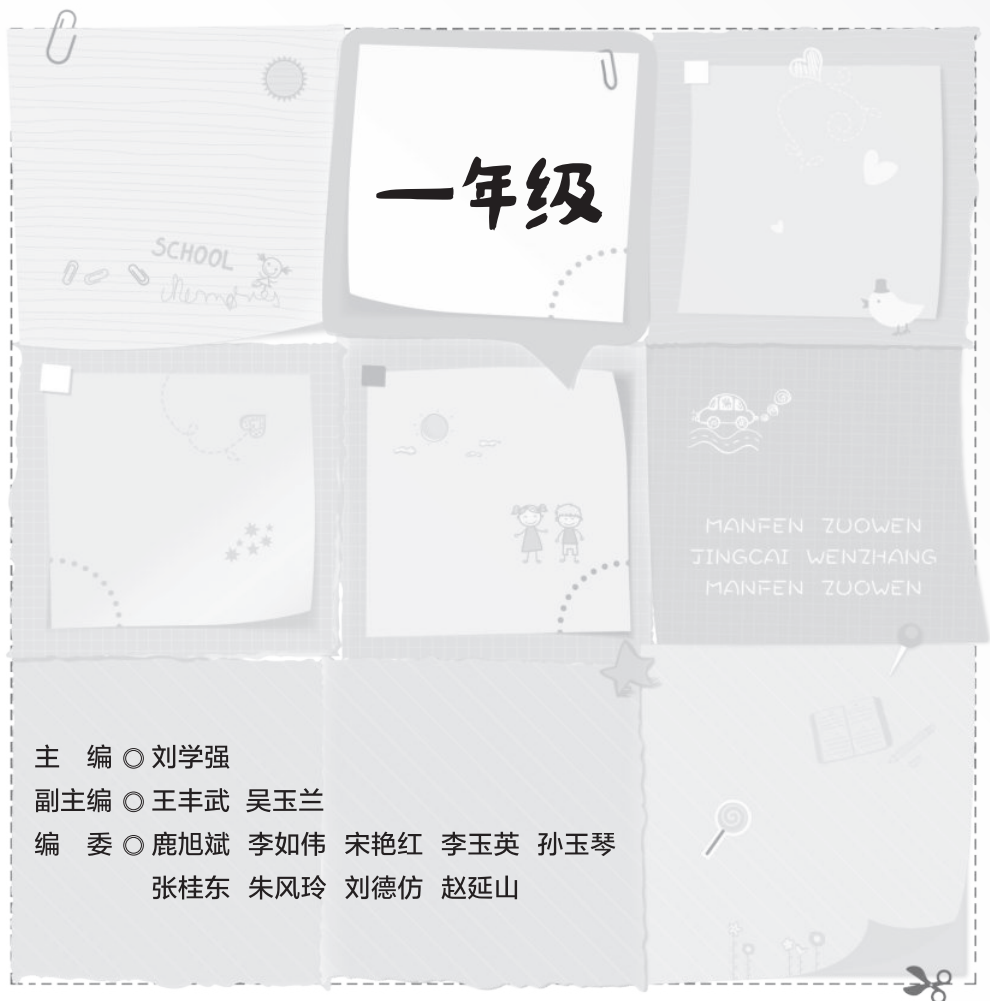 一年级
SCHOOL
Memories
MANFEN ZUOWEN
JINGCAI WENZHANG
MANFEN ZUOWEN
主 编 ◎ 刘学强
副主编 ◎ 王丰武 吴玉兰
编 委 ◎ 鹿旭斌 李如伟 宋艳红 李玉英 孙玉琴
张桂东 朱风玲 刘德仿 赵延山